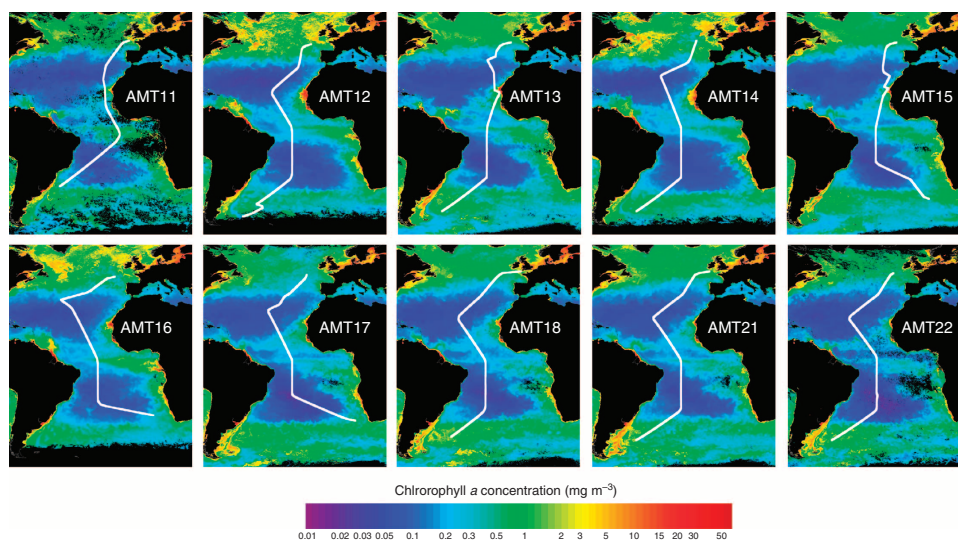 AMT11 AMT12 AMT13 AMT14 AMT15
AMT16 AMT17 AMT18 AMT21 AMT22
Chlrorophyll a concentration (mg m⁻³)
0.01 0.02 0.03 0.05 0.1 0.2 0.3 0.5 1 2 3 5 10 15 20 30 50